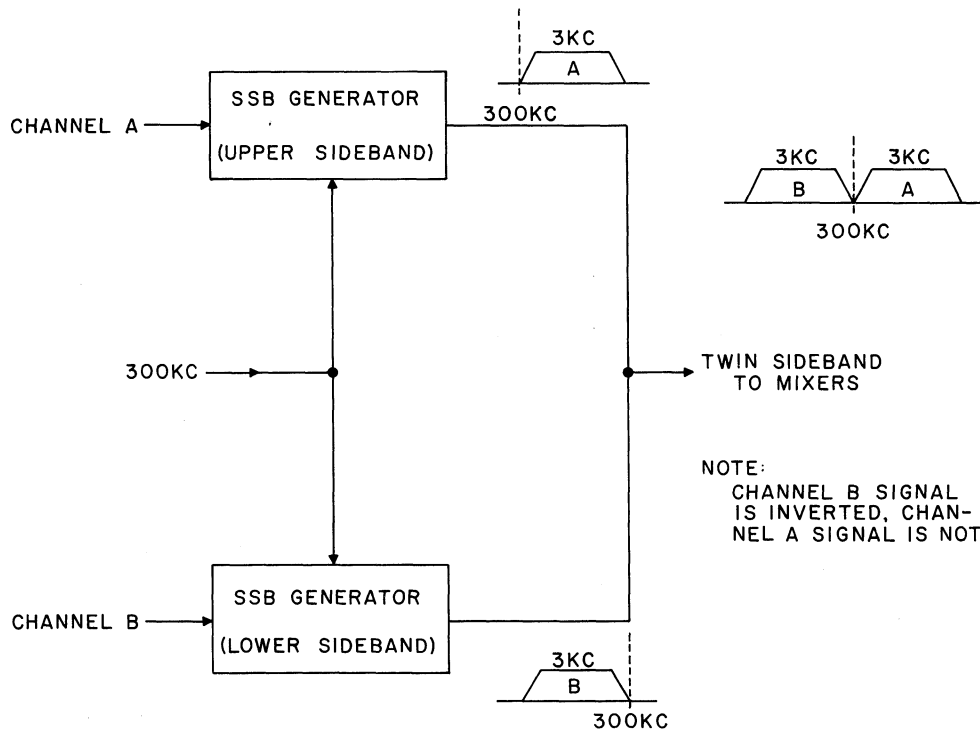 3KC
A
SSB GENERATOR
CHANNEL A
300KC
(UPPER SIDEBAND)
3KC 3KC
B A
300KC
300KC
TWIN SIDEBAND
TO MIXERS
NOTE:
CHANNEL B SIGNAL
IS INVERTED, CHAN-
NEL A SIGNAL IS NOT
SSB GENERATOR
CHANNEL B
(LOWER SIDEBAND)
3KC
B
300KC